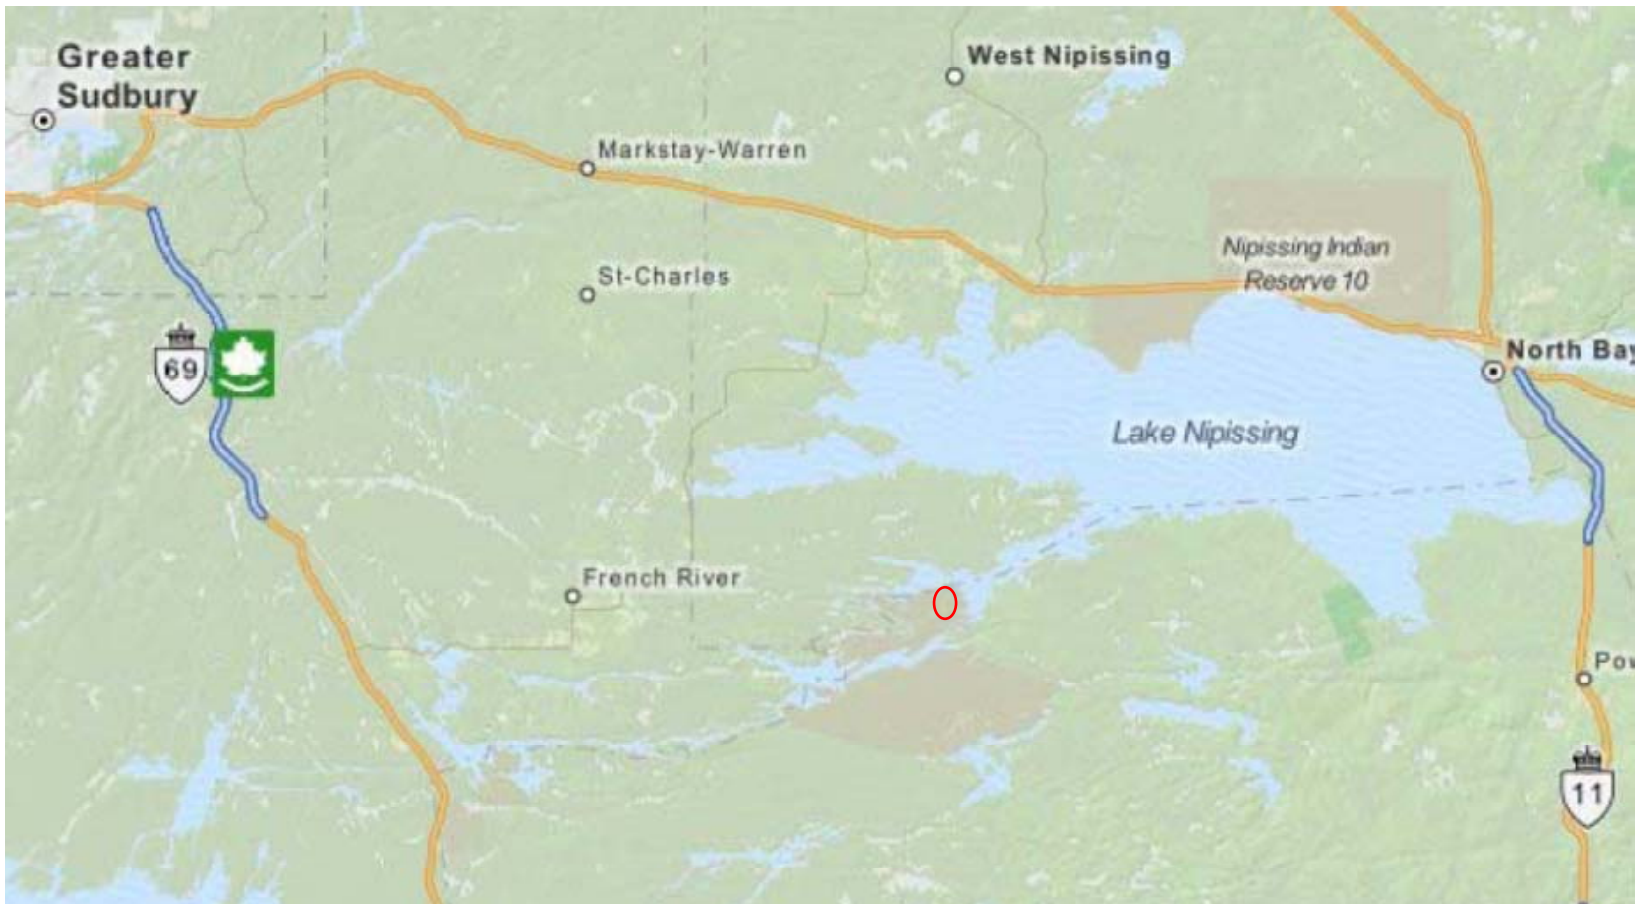 Greater
Sudbury
West Nipissing
Markstay-Warren
St-Charles
Nipissing Indian
Reserve 10
69
North Bay
Lake Nipissing
French River
Pow
11